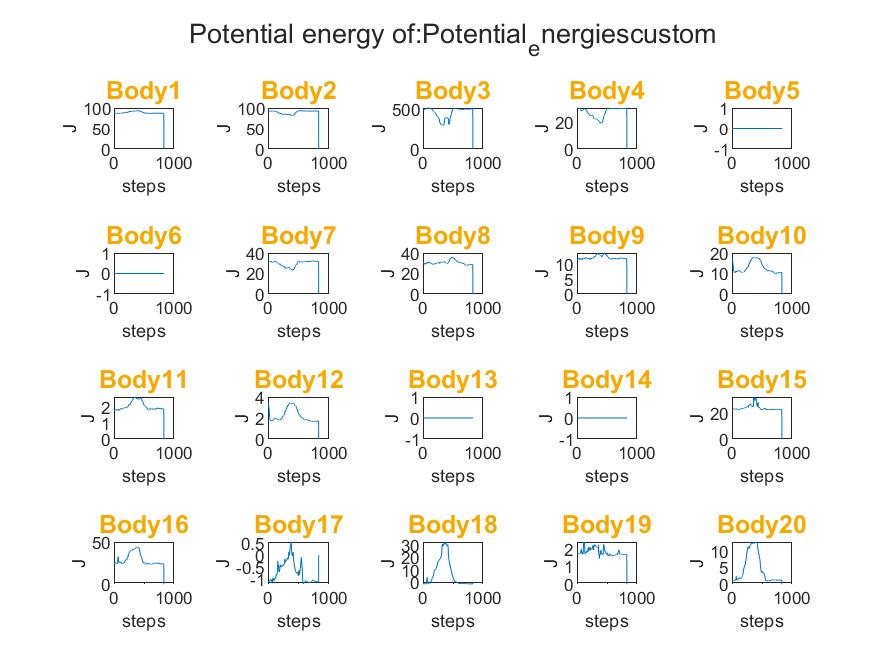 Potential energy of:Potential_energiescustom
Body1 Body2 Body3 Body4 Body5
100 100 500 20 1
J 50 J 50 J J J 0
0 0 0 0 -1
0 1000 0 1000 0 1000 0 1000 0 1000
steps steps steps steps steps
Body6 Body7 Body8 Body9 Body10
1 40 40 10 20
J 0 J 20 J 20 J 5 J 10
-1 0 0 0 0
0 1000 0 1000 0 1000 0 1000 0 1000
steps steps steps steps steps
Body11 Body12 Body13 Body14 Body15
2 4 1 1 20
J 1 J 2 J 0 J 0 J
0 0 -1 -1 0
0 1000 0 1000 0 1000 0 1000 0 1000
steps steps steps steps steps
Body16 Body17 Body18 Body19 Body20
50 0.5 30 2 10
J J 0 J 20 J 1 J 5
-0.5 10
0 -1 0 0 0
0 1000 0 1000 0 1000 0 1000 0 1000
steps steps steps steps steps